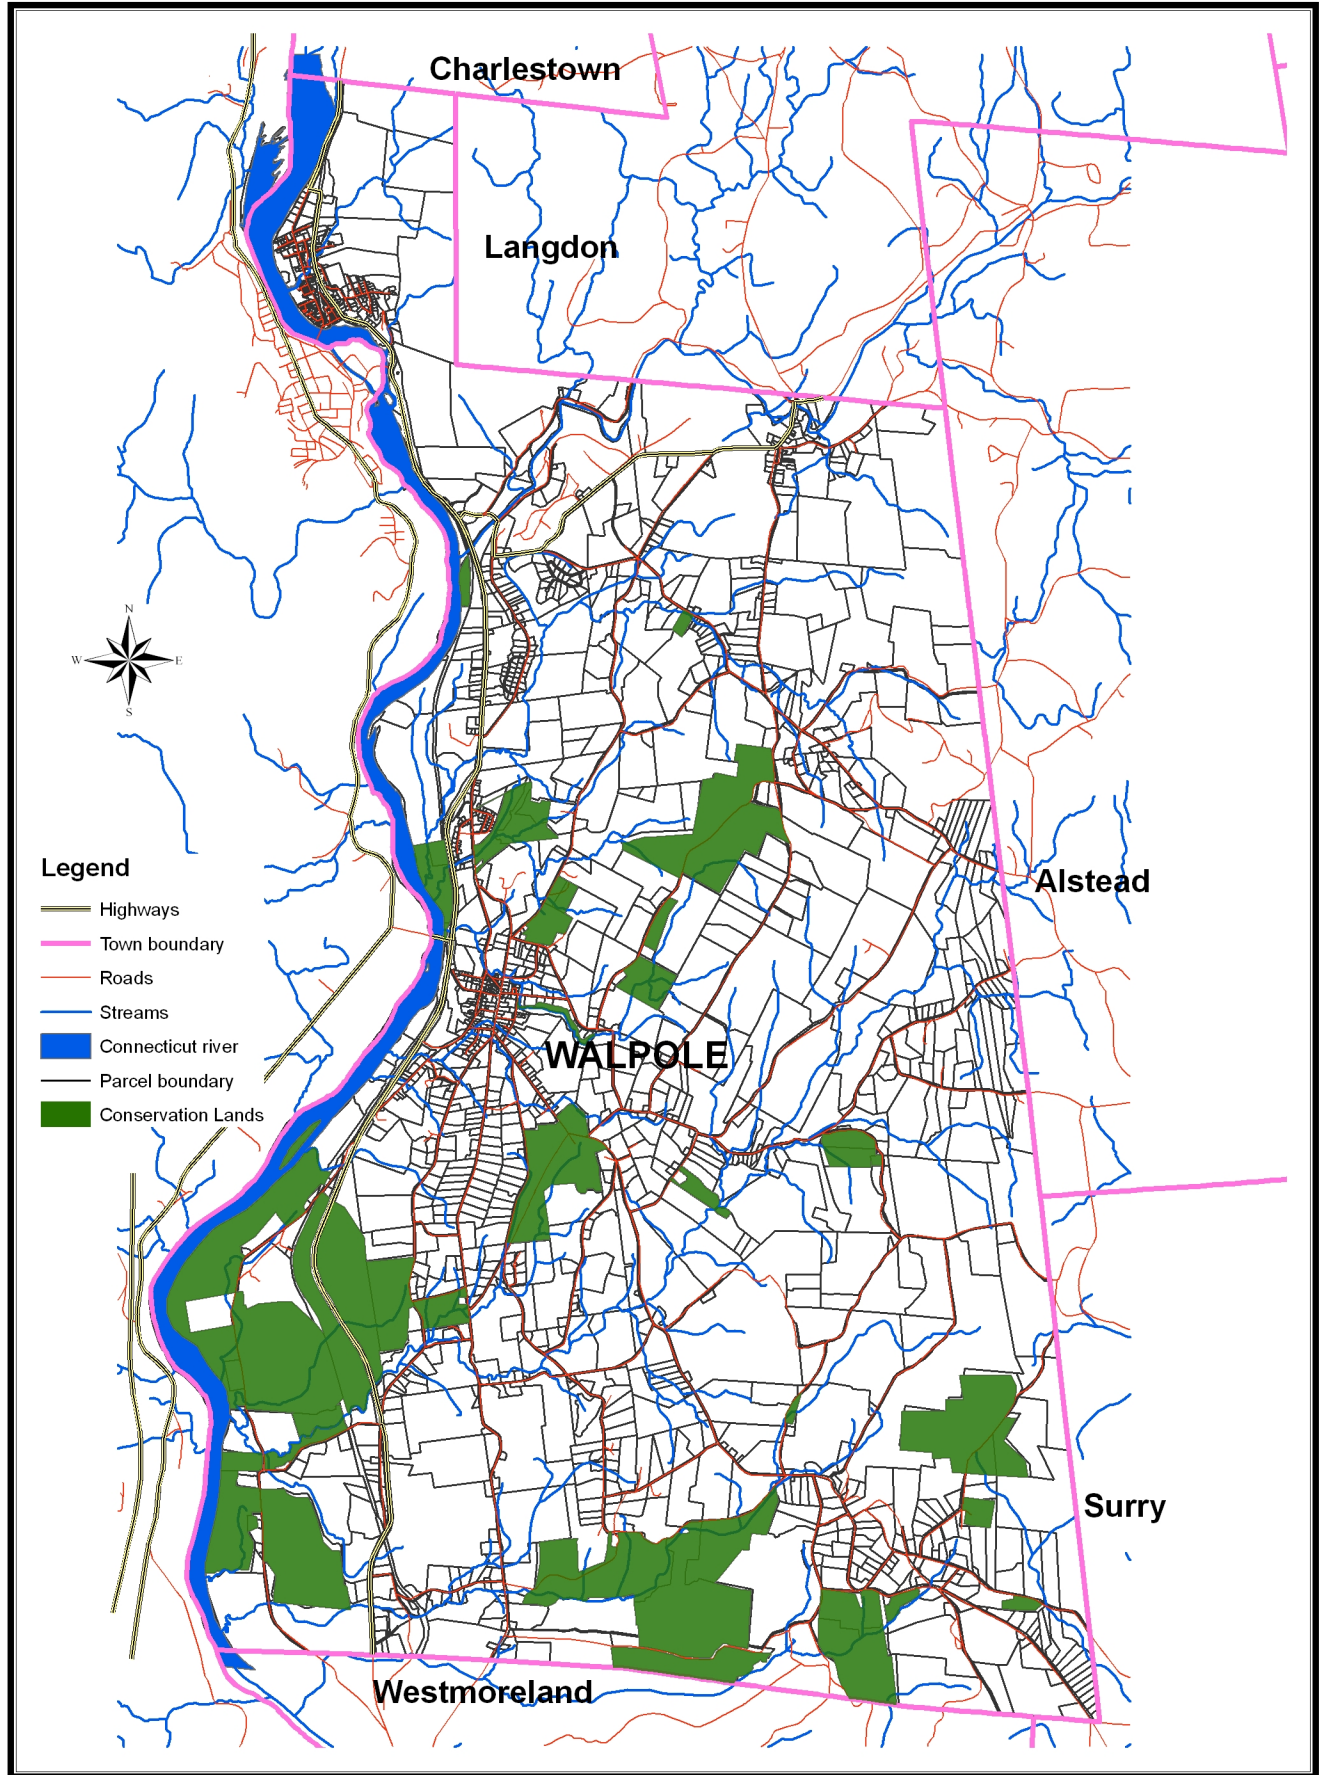 Charlestown
Langdon
N
W
E
S
Legend
Highways
Town boundary
Roads
Streams
Connecticut river
Parcel boundary
Conservation Lands
Alstead
WALPOLE
Surry
Westmoreland